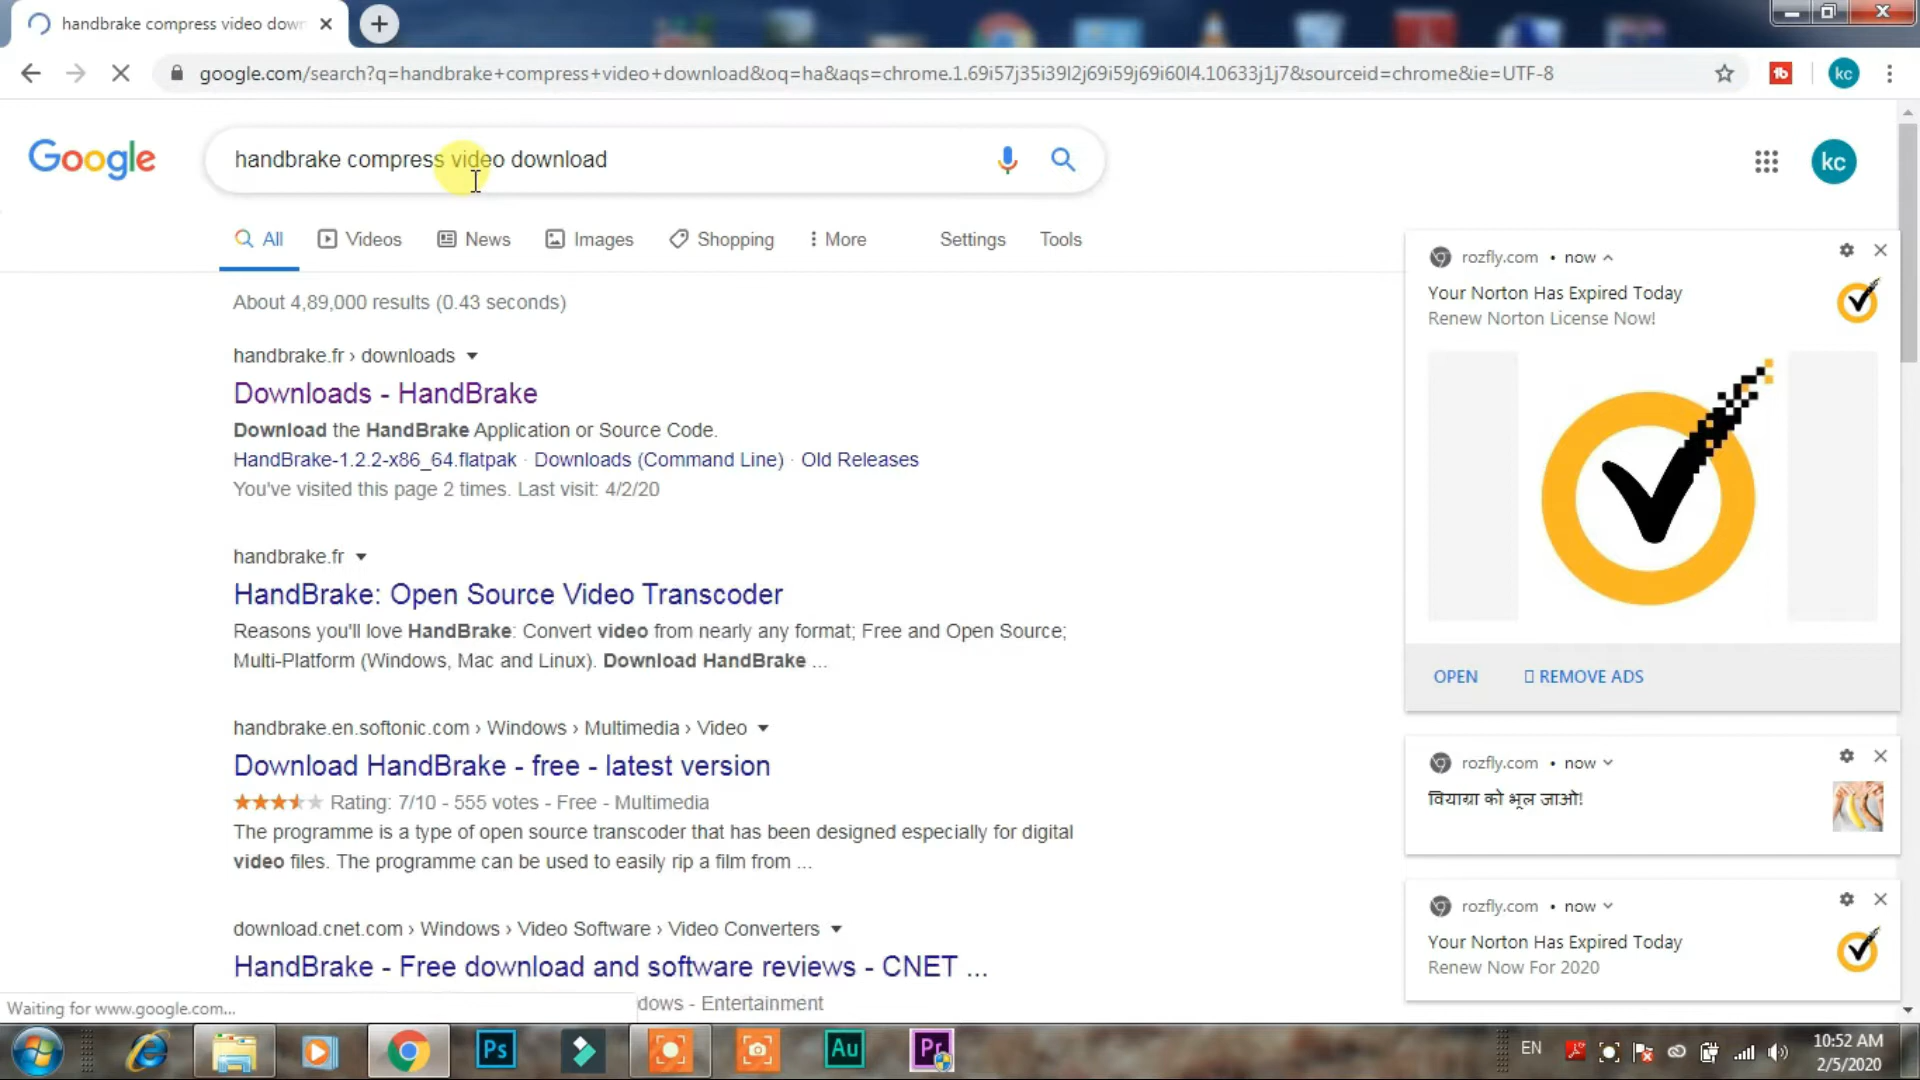 handbrake compress video down
google.com/search?q=handbrake+compress+video+download&oq=ha&aqs=chrome.1.69i57j35i39l2j69i59j69i60l4.10633j1j7&sourceid=chrome&ie=UTF-8
kc
Google
handbrake compress video download
kc
All
Videos
News
Images
Shopping
More
Settings
Tools
About 4,89,000 results (0.43 seconds)
handbrake.fr › downloads
Downloads - HandBrake
Download the HandBrake Application or Source Code.
HandBrake-1.2.2-x86_64.flatpak · Downloads (Command Line) · Old Releases
You've visited this page 2 times. Last visit: 4/2/20
handbrake.fr
HandBrake: Open Source Video Transcoder
Reasons you'll love HandBrake: Convert video from nearly any format; Free and Open Source;
Multi-Platform (Windows, Mac and Linux). Download HandBrake ...
handbrake.en.softonic.com › Windows › Multimedia › Video
Download HandBrake - free - latest version
Rating: 7/10 - 555 votes - Free - Multimedia
The programme is a type of open source transcoder that has been designed especially for digital
video files. The programme can be used to easily rip a film from ...
download.cnet.com › Windows › Video Software › Video Converters
HandBrake - Free download and software reviews - CNET ...
dows - Entertainment
Waiting for www.google.com...
rozfly.com • now
Your Norton Has Expired Today
Renew Norton License Now!
OPEN
REMOVE ADS
rozfly.com • now
वियाग्रा को भूल जाओ!
rozfly.com • now
Your Norton Has Expired Today
Renew Now For 2020
Ps
Au
Pr
EN
10:52 AM
2/5/2020